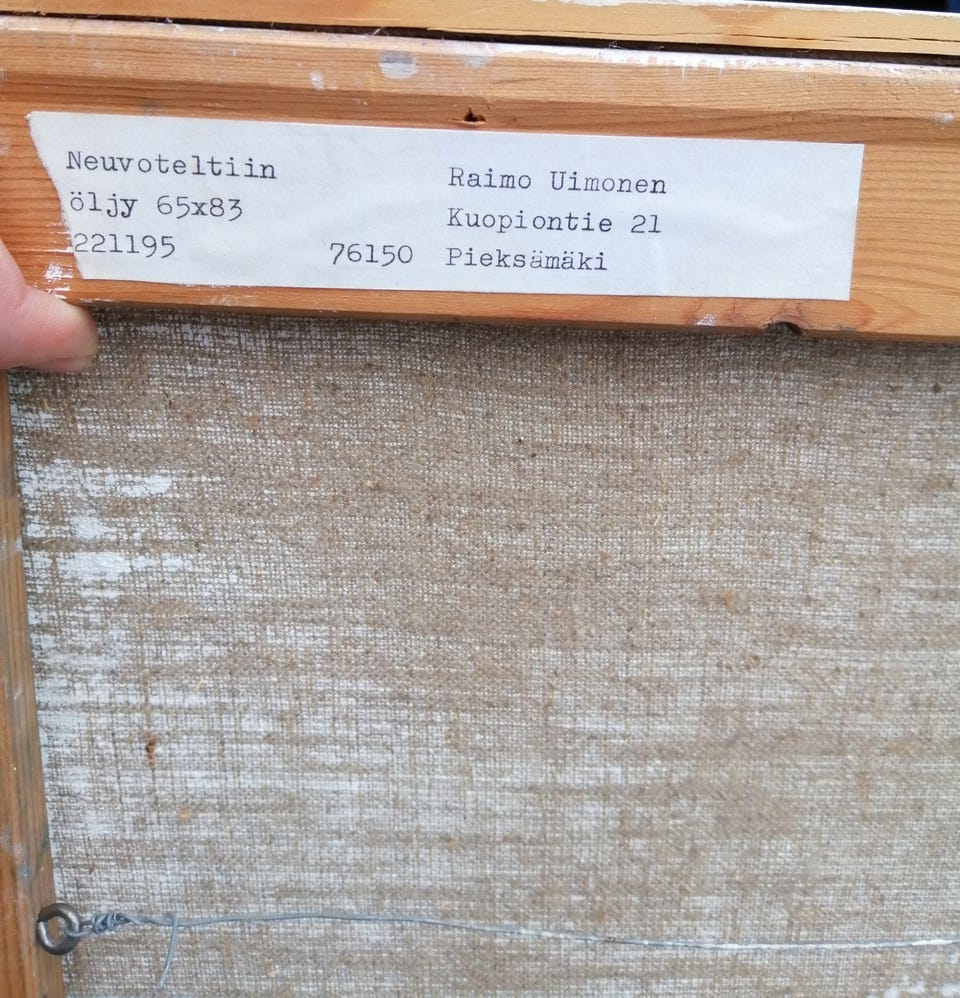 Neuvoteltiin
öljy 65x83
221195
Raimo Uimonen
Kuopiontie 21
76150 Pieksämäki